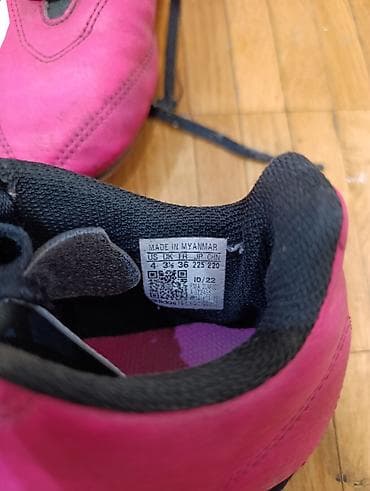 MADE IN MYANMAR
US UK FR JP CHN
4 3½ 36 225 220
10/22